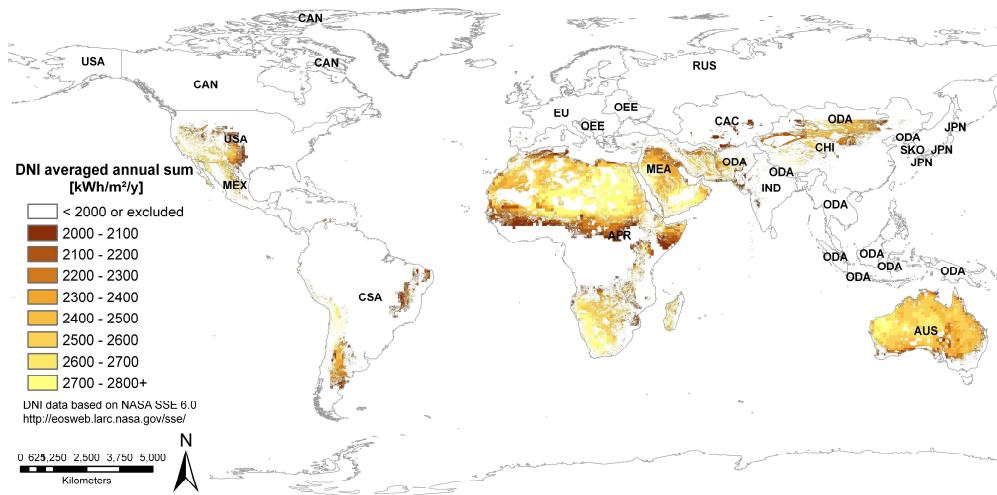 CAN
USA
CAN
CAN
RUS
EU
OEE
OEE
CAC
ODA
JPN
ODA
SKO
JPN
JPN
CHI
USA
MEX
MEA
ODA
ODA
IND
ODA
AFR
CSA
ODA
ODA
ODA
ODA
ODA
AUS
DNI averaged annual sum
[kWh/m²/y]
< 2000 or excluded
2000 - 2100
2100 - 2200
2200 - 2300
2300 - 2400
2400 - 2500
2500 - 2600
2600 - 2700
2700 - 2800+
DNI data based on NASA SSE 6.0
http://eosweb.larc.nasa.gov/sse/
N
0 625 1,250 2,500 3,750 5,000
Kilometers